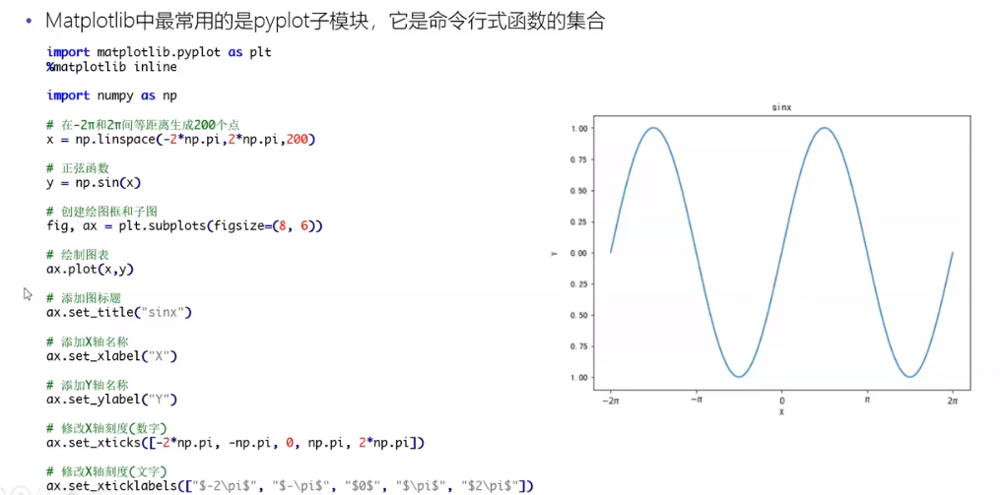 • Matplotlib中最常用的是pyplot子模块，它是命令行式函数的集合
import matplotlib.pyplot as plt
%matplotlib inline
import numpy as np
# 在-2π和2π间等距离生成200个点
x = np.linspace(-2*np.pi,2*np.pi,200)
# 正弦函数
y = np.sin(x)
# 创建绘图框和子图
fig, ax = plt.subplots(figsize=(8, 6))
# 绘制图表
ax.plot(x,y)
# 添加图标题
ax.set_title("sinx")
# 添加X轴名称
ax.set_xlabel("X")
# 添加Y轴名称
ax.set_ylabel("Y")
# 修改X轴刻度(数字)
ax.set_xticks([-2*np.pi, -np.pi, 0, np.pi, 2*np.pi])
# 修改X轴刻度(文字)
ax.set_xticklabels(["$-2\pi$", "$-\pi$", "$0$", "$\pi$", "$2\pi$"])
sinx
1.00
0.75
0.50
0.25
0.00
0.25
0.50
0.75
1.00
Y
−2π −π 0 π 2π
X